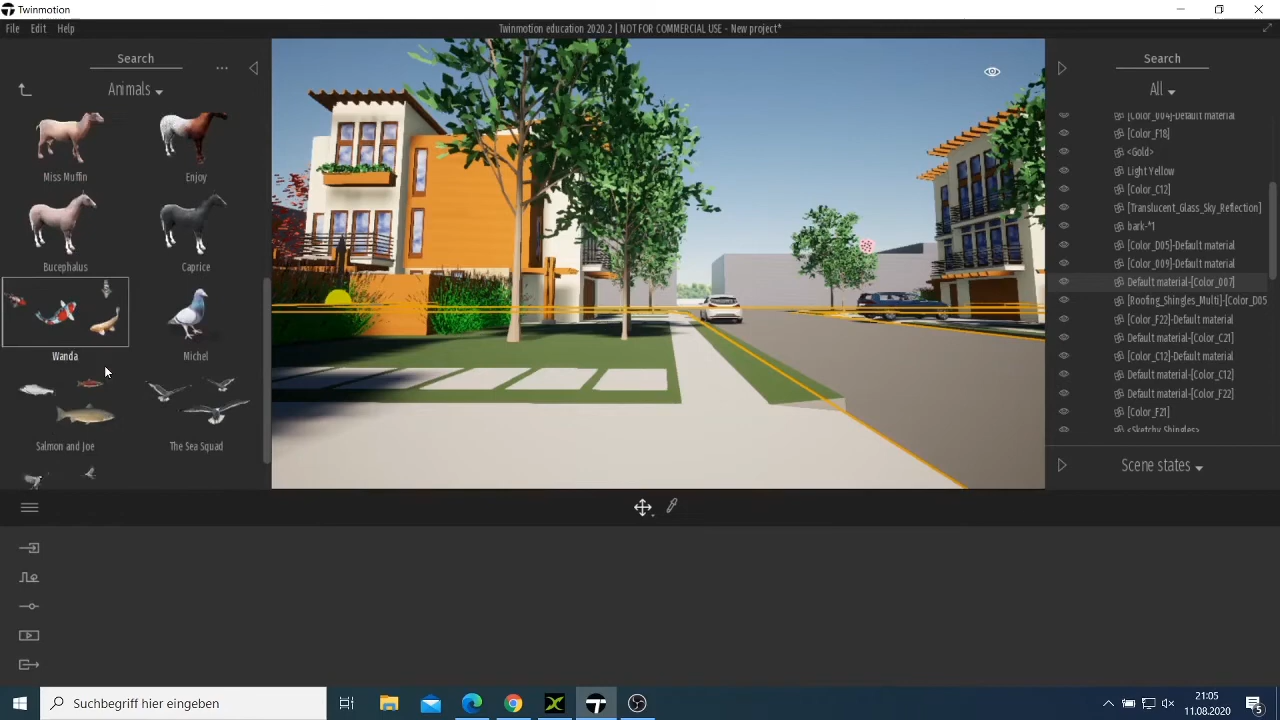 Twinmotion
File Edit Help
Twinmotion education 2020.2 | NOT FOR COMMERCIAL USE - New project*
Search
Animals
Miss Muffin
Enjoy
Bucephalus
Caprice
Wanda
Michel
Salmon and Joe
The Sea Squad
Search
All
[Color_004]-Default material
[Color_F18]
<Gold>
Light Yellow
[Color_C12]
[Translucent_Glass_Sky_Reflection]
bark-*1
[Color_D05]-Default material
[Color_009]-Default material
Default material-[Color_007]
[Roofing_Shingles_Multi]-[Color_D05
[Color_F22]-Default material
Default material-[Color_C21]
[Color_C12]-Default material
Default material-[Color_C12]
Default material-[Color_F22]
[Color_F21]
<Sketchy Shingles>
Scene states
Suchbegriff hier eingeben
21:05
11.08.2020
5